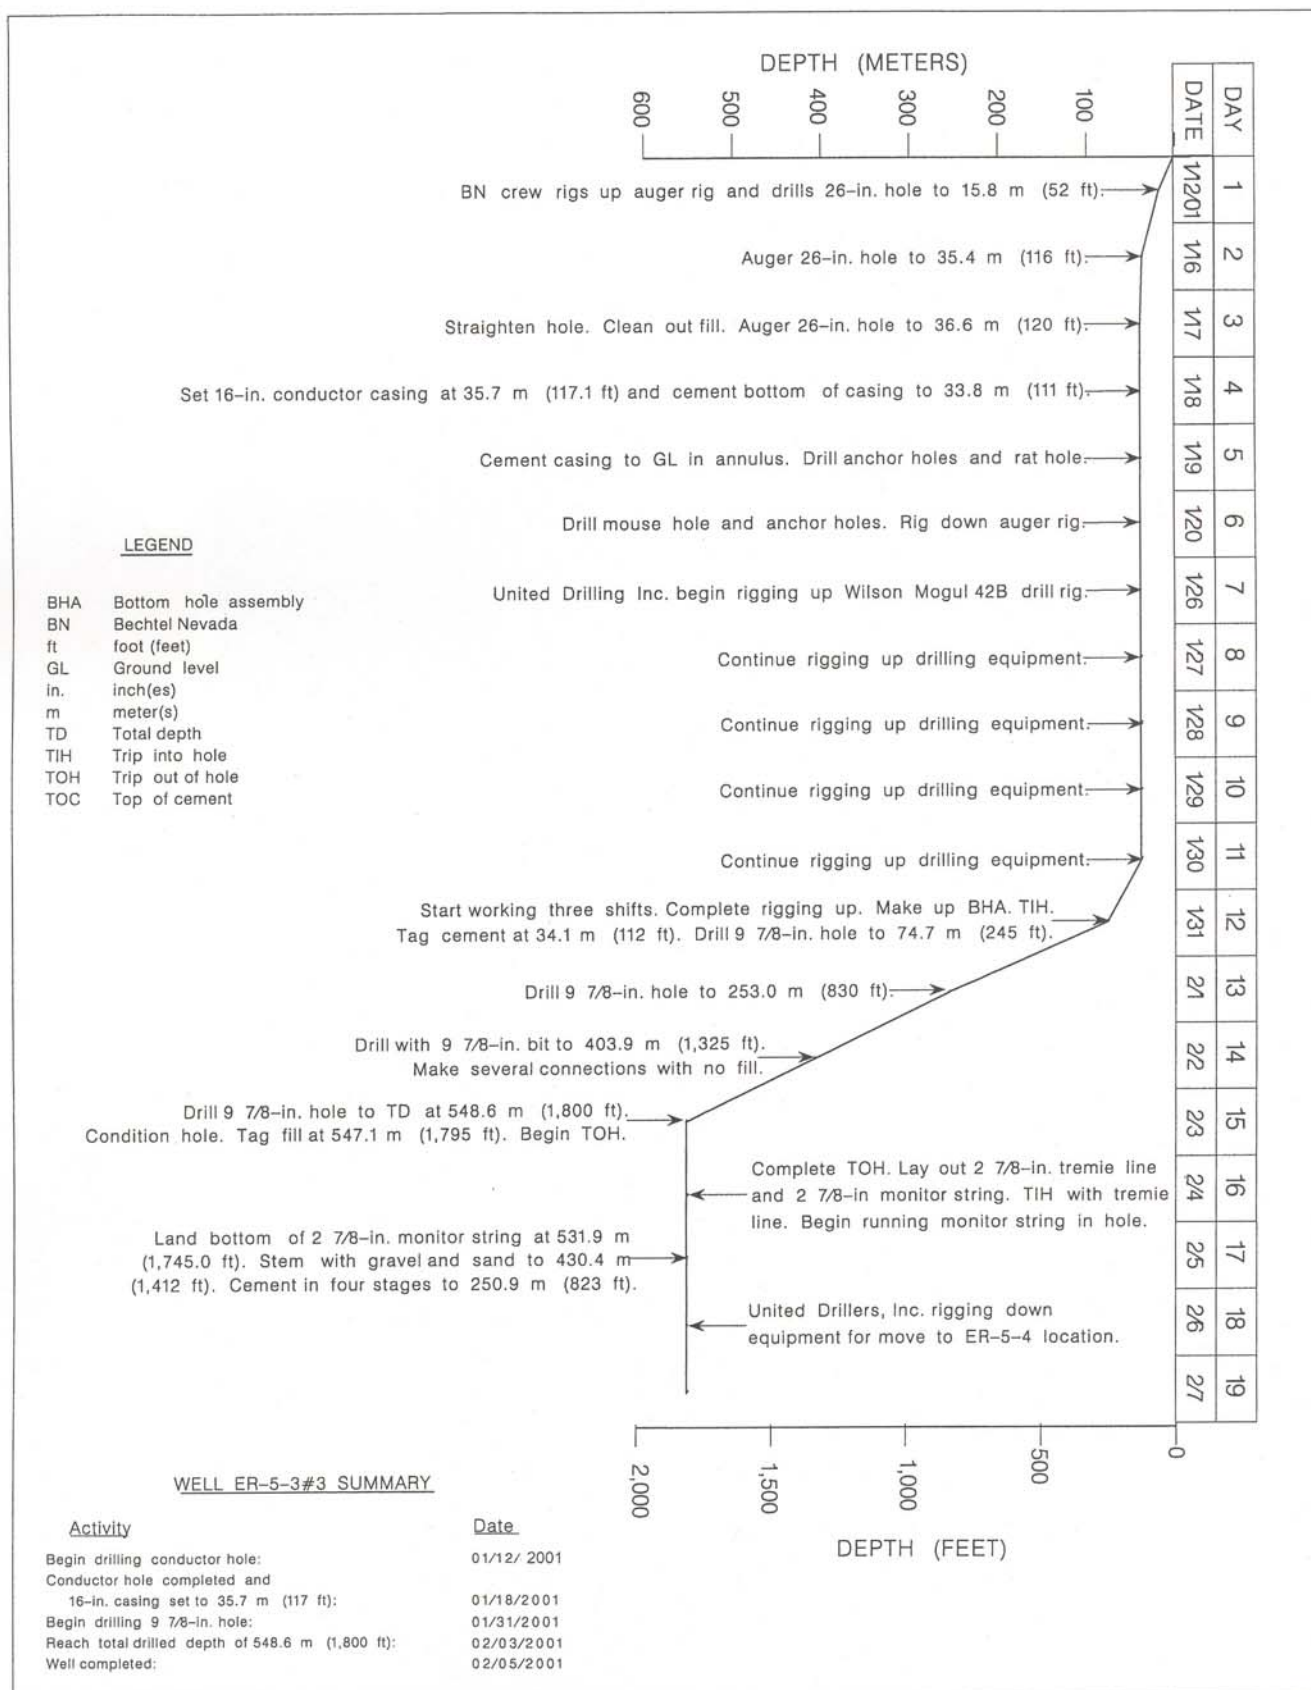 DEPTH (METERS)
600
500
400
300
200
100
DATE
DAY
BN crew rigs up auger rig and drills 26-in. hole to 15.8 m (52 ft).
1/12/01
1
Auger 26-in. hole to 35.4 m (116 ft).
1/16
2
Straighten hole. Clean out fill. Auger 26-in. hole to 36.6 m (120 ft).
1/17
3
Set 16-in. conductor casing at 35.7 m (117.1 ft) and cement bottom of casing to 33.8 m (111 ft).
1/18
4
Cement casing to GL in annulus. Drill anchor holes and rat hole.
1/19
5
Drill mouse hole and anchor holes. Rig down auger rig.
1/20
6
United Drilling Inc. begin rigging up Wilson Mogul 42B drill rig.
1/26
7
Continue rigging up drilling equipment.
1/27
8
Continue rigging up drilling equipment.
1/28
9
Continue rigging up drilling equipment.
1/29
10
Continue rigging up drilling equipment.
1/30
11
Start working three shifts. Complete rigging up. Make up BHA. TIH.
Tag cement at 34.1 m (112 ft). Drill 9 7/8-in. hole to 74.7 m (245 ft).
1/31
12
Drill 9 7/8-in. hole to 253.0 m (830 ft).
2/1
13
Drill with 9 7/8-in. bit to 403.9 m (1,325 ft).
Make several connections with no fill.
2/2
14
Drill 9 7/8-in. hole to TD at 548.6 m (1,800 ft).
Condition hole. Tag fill at 547.1 m (1,795 ft). Begin TOH.
2/3
15
Complete TOH. Lay out 2 7/8-in. tremie line
and 2 7/8-in monitor string. TIH with tremie
line. Begin running monitor string in hole.
2/4
16
Land bottom of 2 7/8-in. monitor string at 531.9 m
(1,745.0 ft). Stem with gravel and sand to 430.4 m
(1,412 ft). Cement in four stages to 250.9 m (823 ft).
2/5
17
United Drillers, Inc. rigging down
equipment for move to ER-5-4 location.
2/6
18
2/7
19
2,000
1,500
1,000
500
0
DEPTH (FEET)
LEGEND
BHA Bottom hole assembly
BN Bechtel Nevada
ft foot (feet)
GL Ground level
in. inch(es)
m meter(s)
TD Total depth
TIH Trip into hole
TOH Trip out of hole
TOC Top of cement
WELL ER-5-3#3 SUMMARY
Activity Date
Begin drilling conductor hole: 01/12/ 2001
Conductor hole completed and
16-in. casing set to 35.7 m (117 ft): 01/18/2001
Begin drilling 9 7/8-in. hole: 01/31/2001
Reach total drilled depth of 548.6 m (1,800 ft): 02/03/2001
Well completed: 02/05/2001